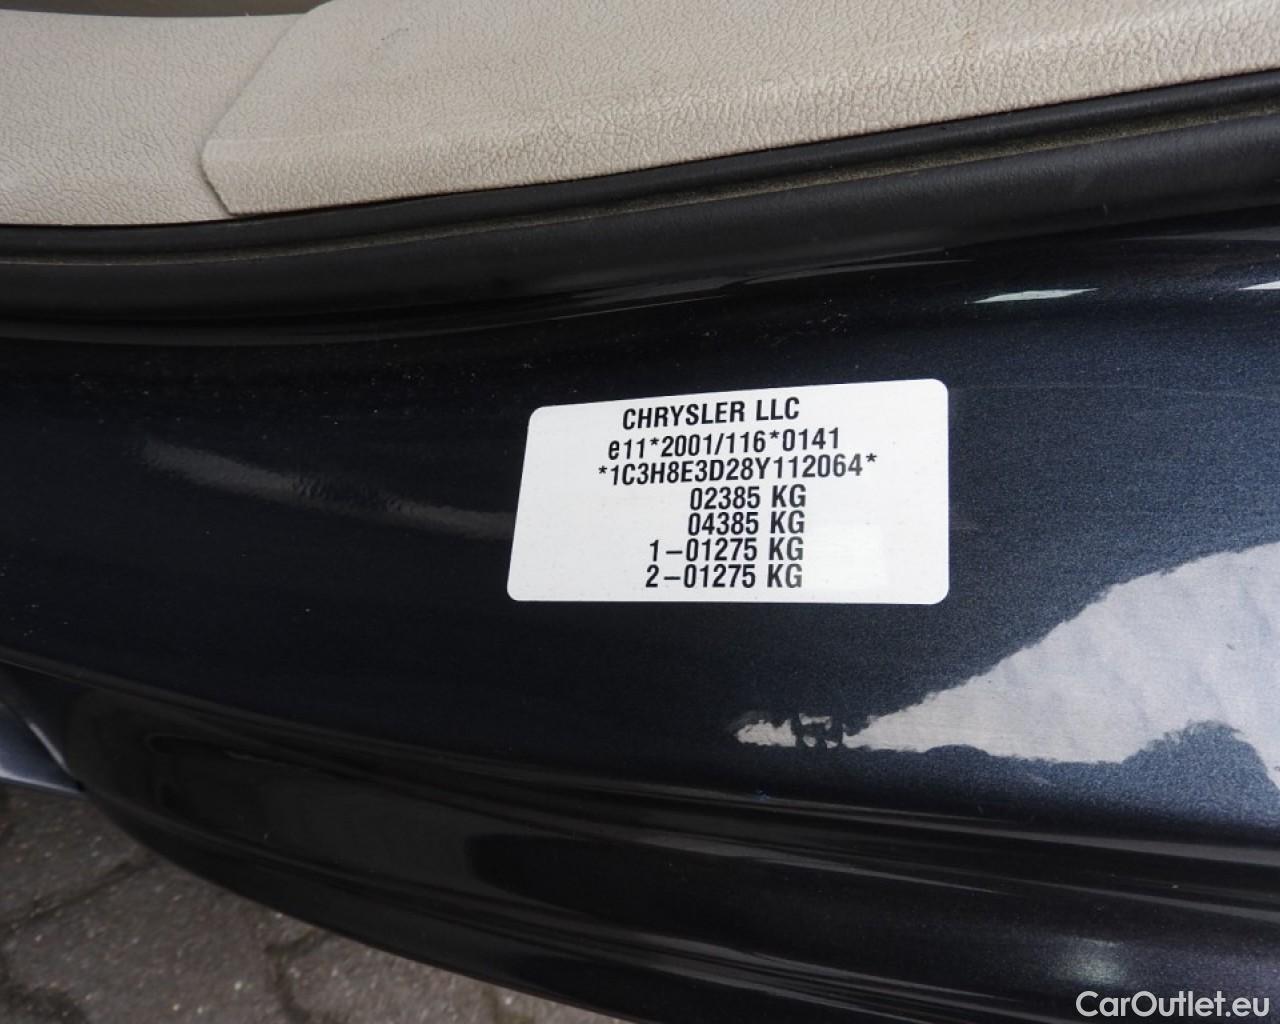 CHRYSLER LLC
e11*2001/116*0141
*1C3H8E3D28Y112064*
02385 KG
04385 KG
1-01275 KG
2-01275 KG
CarOutlet.eu